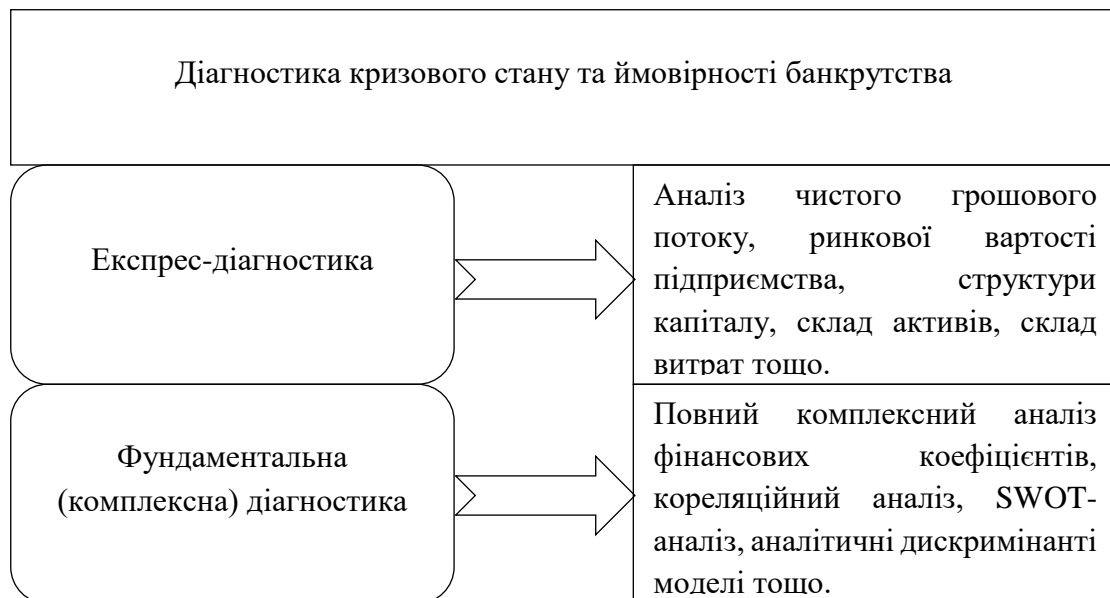 Діагностика кризового стану та ймовірності банкрутства
Експрес-діагностика
Аналіз чистого грошового
потоку, ринкової вартості
підприємства, структури
капіталу, склад активів, склад
витрат тощо.
Фундаментальна
(комплексна) діагностика
Повний комплексний аналіз
фінансових коефіцієнтів,
кореляційний аналіз, SWOT-
аналіз, аналітичні дискримінанті
моделі тощо.